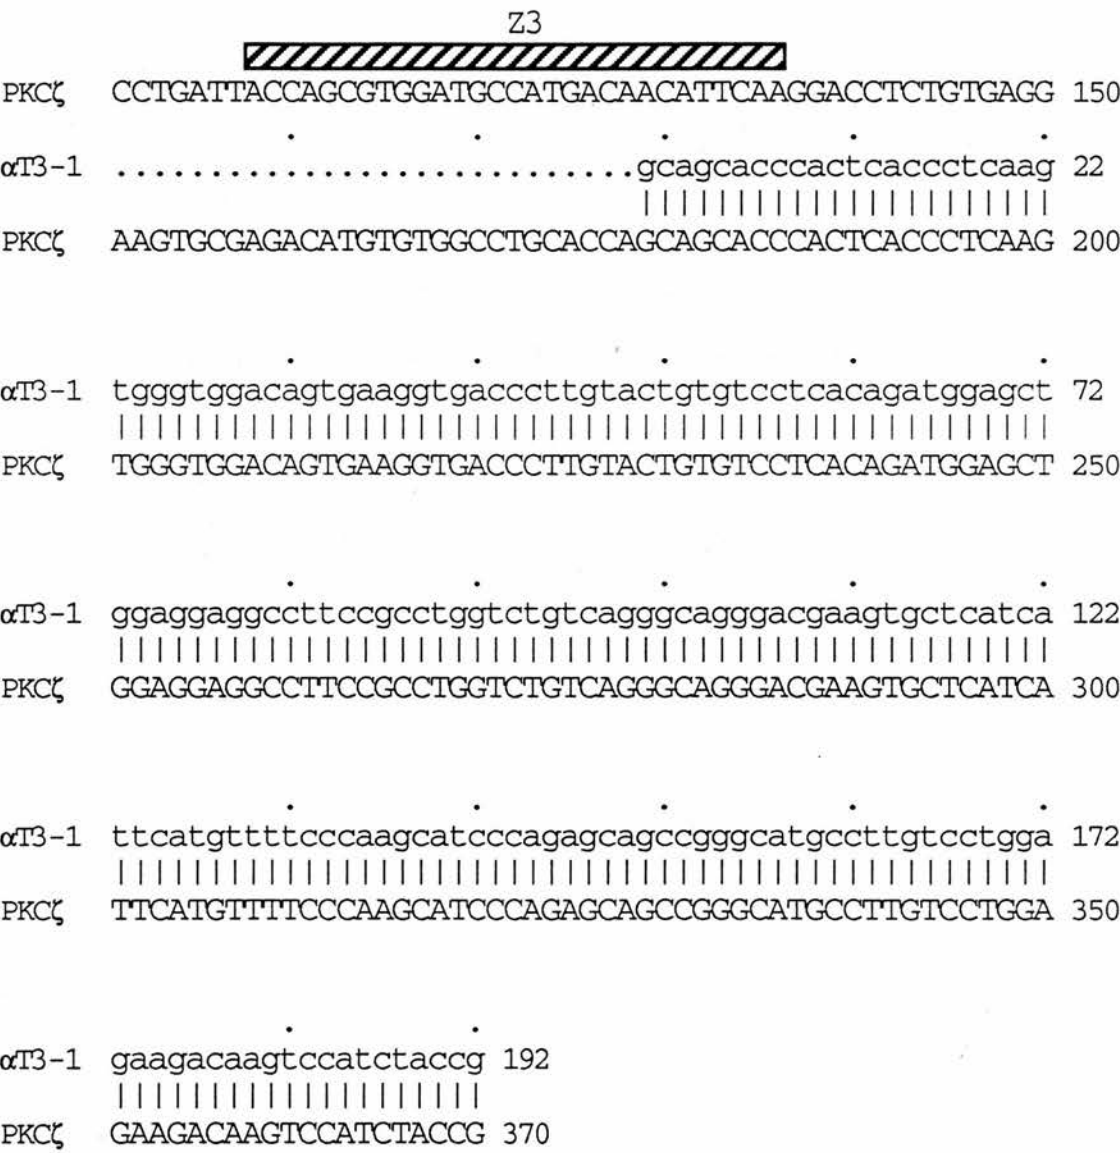 Z3
PKCζ CCTGATTACCAGCGTGGATGCCATGACAACATTCAAGGACCTCTGTGAGG 150
αT3-1 ............................gcagcacccactcaccctcaag 22
PKCζ AAGTGCGAGACATGTGTGGCCTGCACCAGCAGCACCCACTCACCCTCAAG 200
αT3-1 tgggtggacagtgaaggtgacccttgtactgtgtcctcacagatggagct 72
PKCζ TGGGTGGACAGTGAAGGTGACCCTTGTACTGTGTCCTCACAGATGGAGCT 250
αT3-1 ggaggaggccttccgcctggtctgtcagggcagggacgaagtgctcatca 122
PKCζ GGAGGAGGCCTTCCGCCTGGTCTGTCAGGGCAGGGACGAAGTGCTCATCA 300
αT3-1 ttcatgttttcccaagcatcccagagcagccgggcatgccttgtcctgga 172
PKCζ TTCATGTTTTCCCAAGCATCCCAGAGCAGCCGGGCATGCCTTGTCCTGGA 350
αT3-1 gaagacaagtccatctaccg 192
PKCζ GAAGACAAGTCCATCTACCG 370